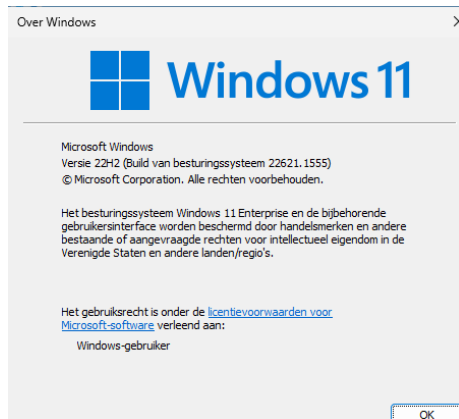 Over Windows
Windows 11
Microsoft Windows
Versie 22H2 (Build van besturingssysteem 22621.1555)
© Microsoft Corporation. Alle rechten voorbehouden.
Het besturingssysteem Windows 11 Enterprise en de bijbehorende
gebruikersinterface worden beschermd door handelsmerken en andere
bestaande of aangevraagde rechten voor intellectueel eigendom in de
Verenigde Staten en andere landen/regio's.
Het gebruiksrecht is onder de licentievoorwaarden voor
Microsoft-software verleend aan:
Windows-gebruiker
OK